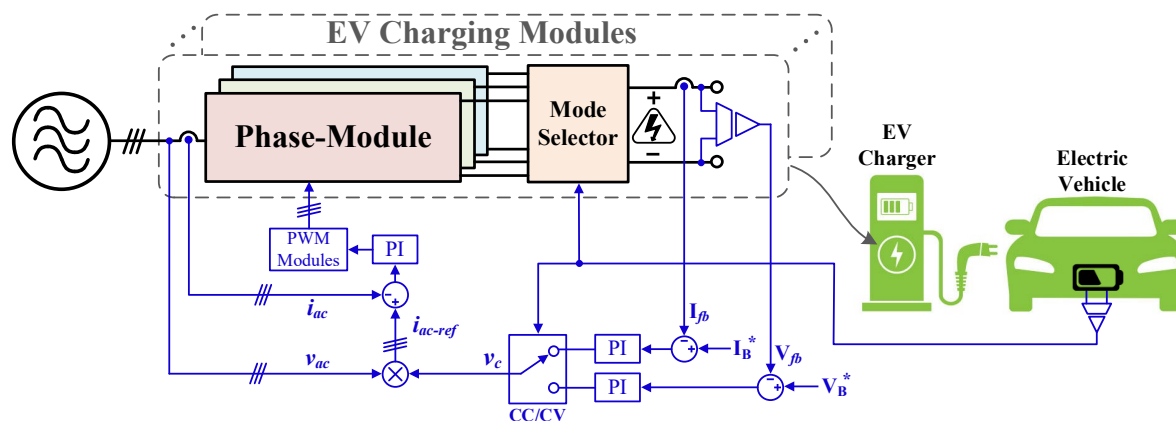 EV Charging Modules
Phase-Module
Mode
Selector
+
−
EV
Charger
Electric
Vehicle
PWM
Modules
PI
-
+
i_ac
i_ac-ref
I_fb
v_ac
v_c
PI
-
+
I_B*
V_fb
PI
-
+
V_B*
CC/CV